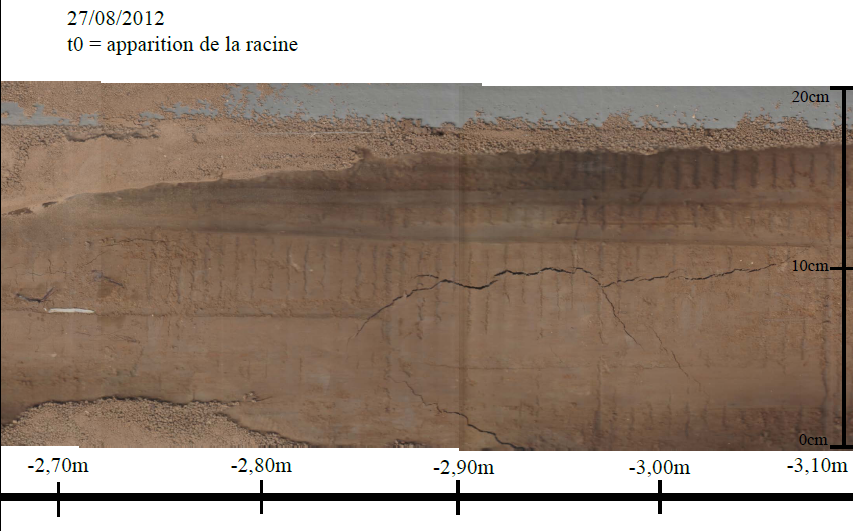 27/08/2012
t0 = apparition de la racine
20cm
10cm
0cm
-2,70m
-2,80m
-2,90m
-3,00m
-3,10m